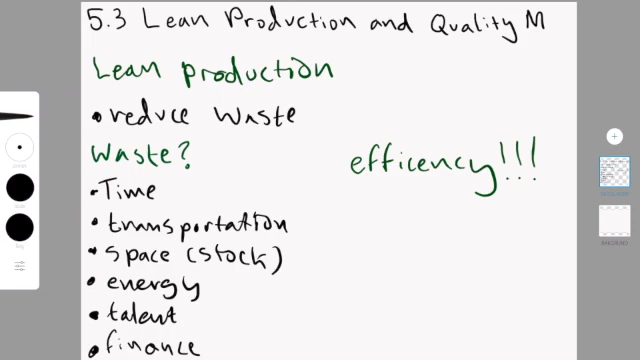 5.3 Lean Production and Quality M
Lean production
• reduce waste
Waste?
efficency!!!
• Time
• transportation
• space (stock)
• energy
• talent
• finance